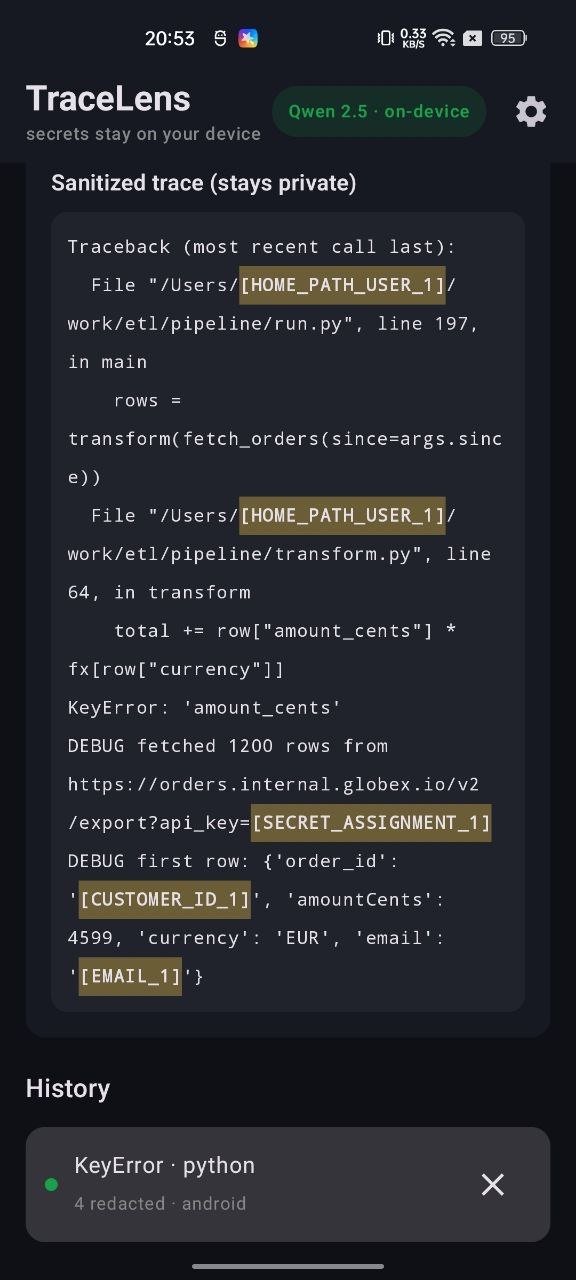 20:53
0.33
KB/S
95
TraceLens
Qwen 2.5 · on-device
secrets stay on your device
Sanitized trace (stays private)
Traceback (most recent call last):
  File "/Users/[HOME_PATH_USER_1]/
work/etl/pipeline/run.py", line 197,
in main
    rows =
transform(fetch_orders(since=args.sinc
e))
  File "/Users/[HOME_PATH_USER_1]/
work/etl/pipeline/transform.py", line
64, in transform
    total += row["amount_cents"] *
fx[row["currency"]]
KeyError: 'amount_cents'
DEBUG fetched 1200 rows from
https://orders.internal.globex.io/v2
/export?api_key=[SECRET_ASSIGNMENT_1]
DEBUG first row: {'order_id':
'[CUSTOMER_ID_1]', 'amountCents':
4599, 'currency': 'EUR', 'email':
'[EMAIL_1]'}
History
KeyError · python
4 redacted · android